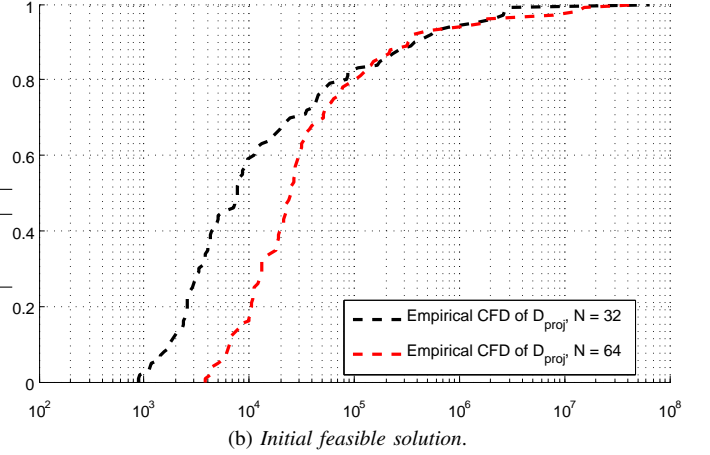 1
0.8
0.6
0.4
0.2
0
10^2 10^3 10^4 10^5 10^6 10^7 10^8
Empirical CFD of D_proj, N = 32
Empirical CFD of D_proj, N = 64
(b) Initial feasible solution.